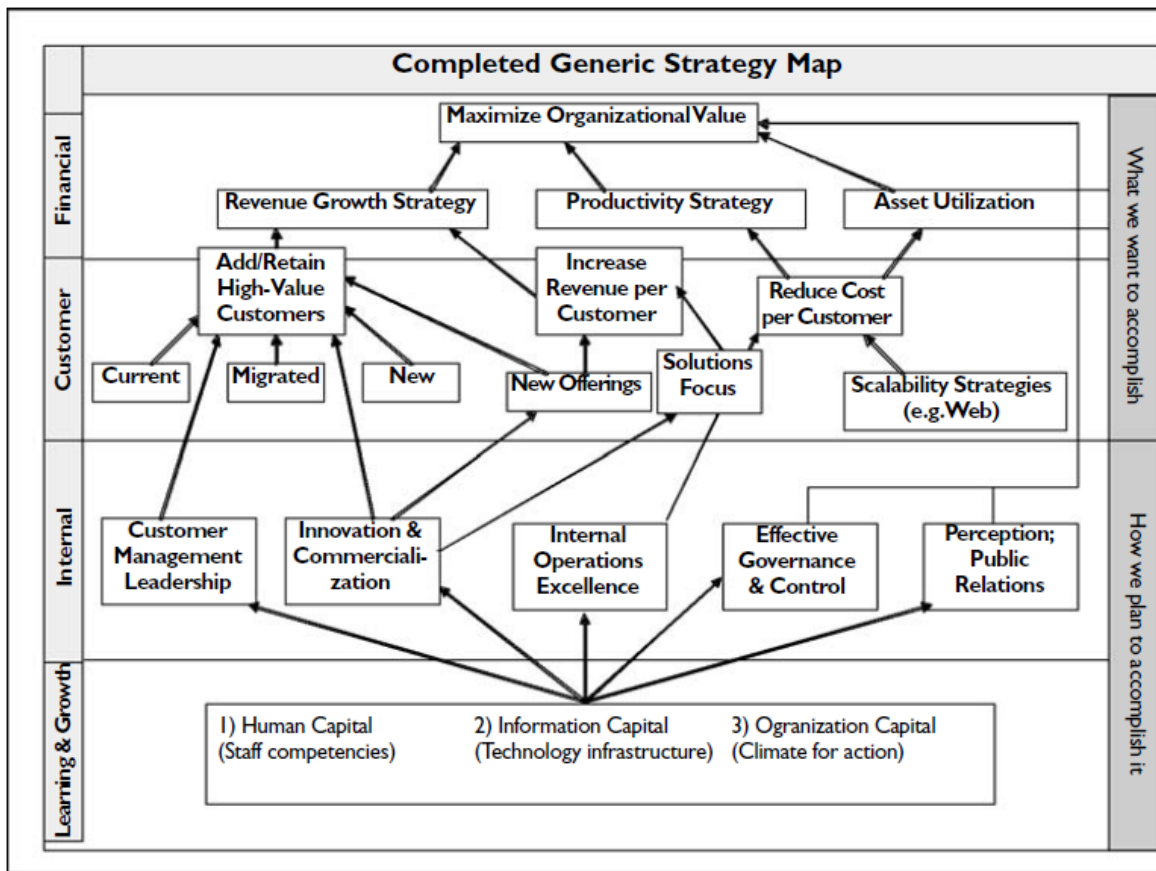 Completed Generic Strategy Map
Financial
Maximize Organizational Value
Revenue Growth Strategy
Productivity Strategy
Asset Utilization
What we want to accomplish
Customer
Add/Retain
High-Value
Customers
Increase
Revenue per
Customer
Reduce Cost
per Customer
Current
Migrated
New
New Offerings
Solutions
Focus
Scalability Strategies
(e.g.Web)
Internal
Customer
Management
Leadership
Innovation &
Commerciali-
zation
Internal
Operations
Excellence
Effective
Governance
& Control
Perception;
Public
Relations
How we plan to accomplish it
Learning & Growth
1) Human Capital
(Staff competencies)
2) Information Capital
(Technology infrastructure)
3) Ogranization Capital
(Climate for action)